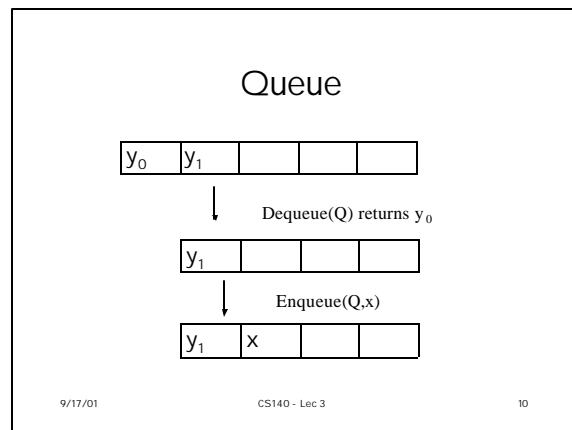 Queue
y₀ y₁
Dequeue(Q) returns y₀
y₁
Enqueue(Q,x)
y₁ x
9/17/01 CS140 - Lec 3 10